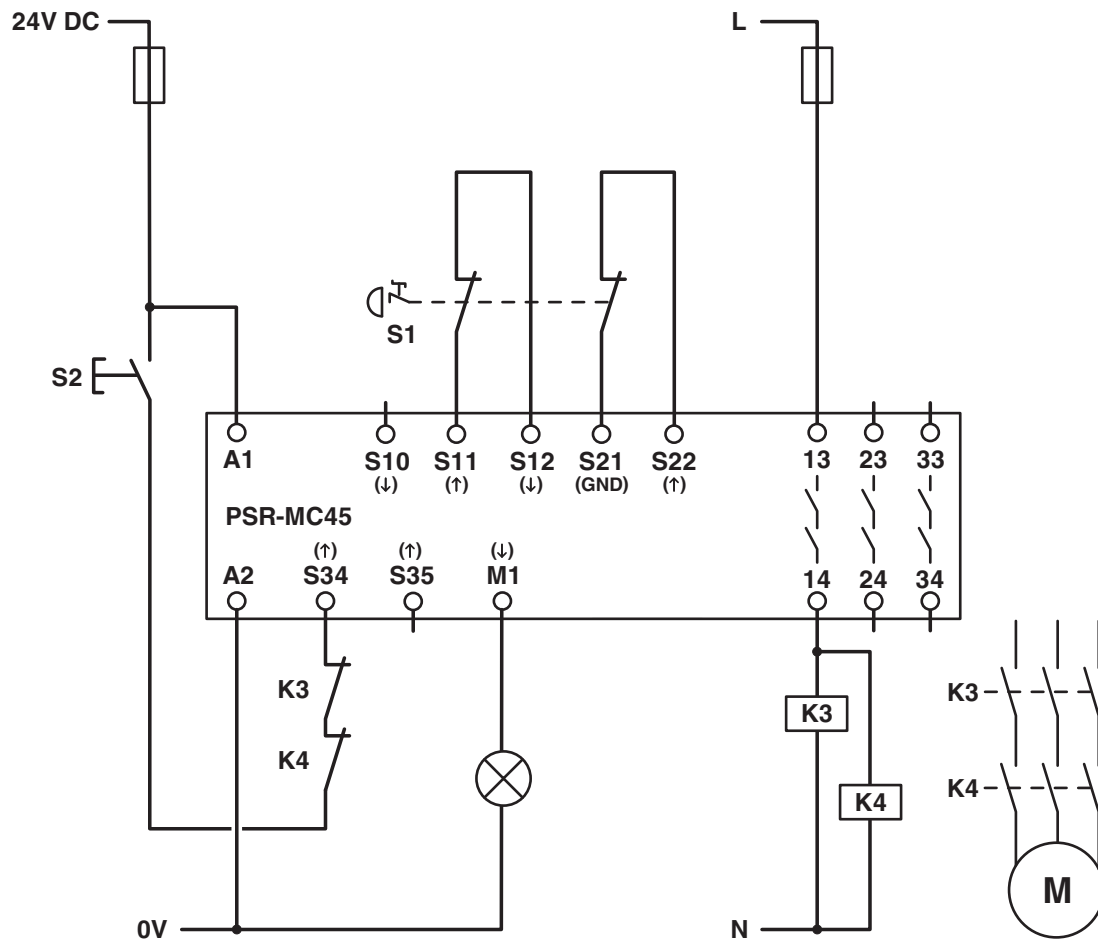 24V DC
L
S1
S2
A1
S10
S11
S12
S21
S22
13
23
33
(↓)
(↑)
(↓)
(GND)
(↑)
PSR-MC45
(↑)
(↑)
(↓)
A2
S34
S35
M1
14
24
34
K3
K3
K3
K4
K4
K4
M
0V
N